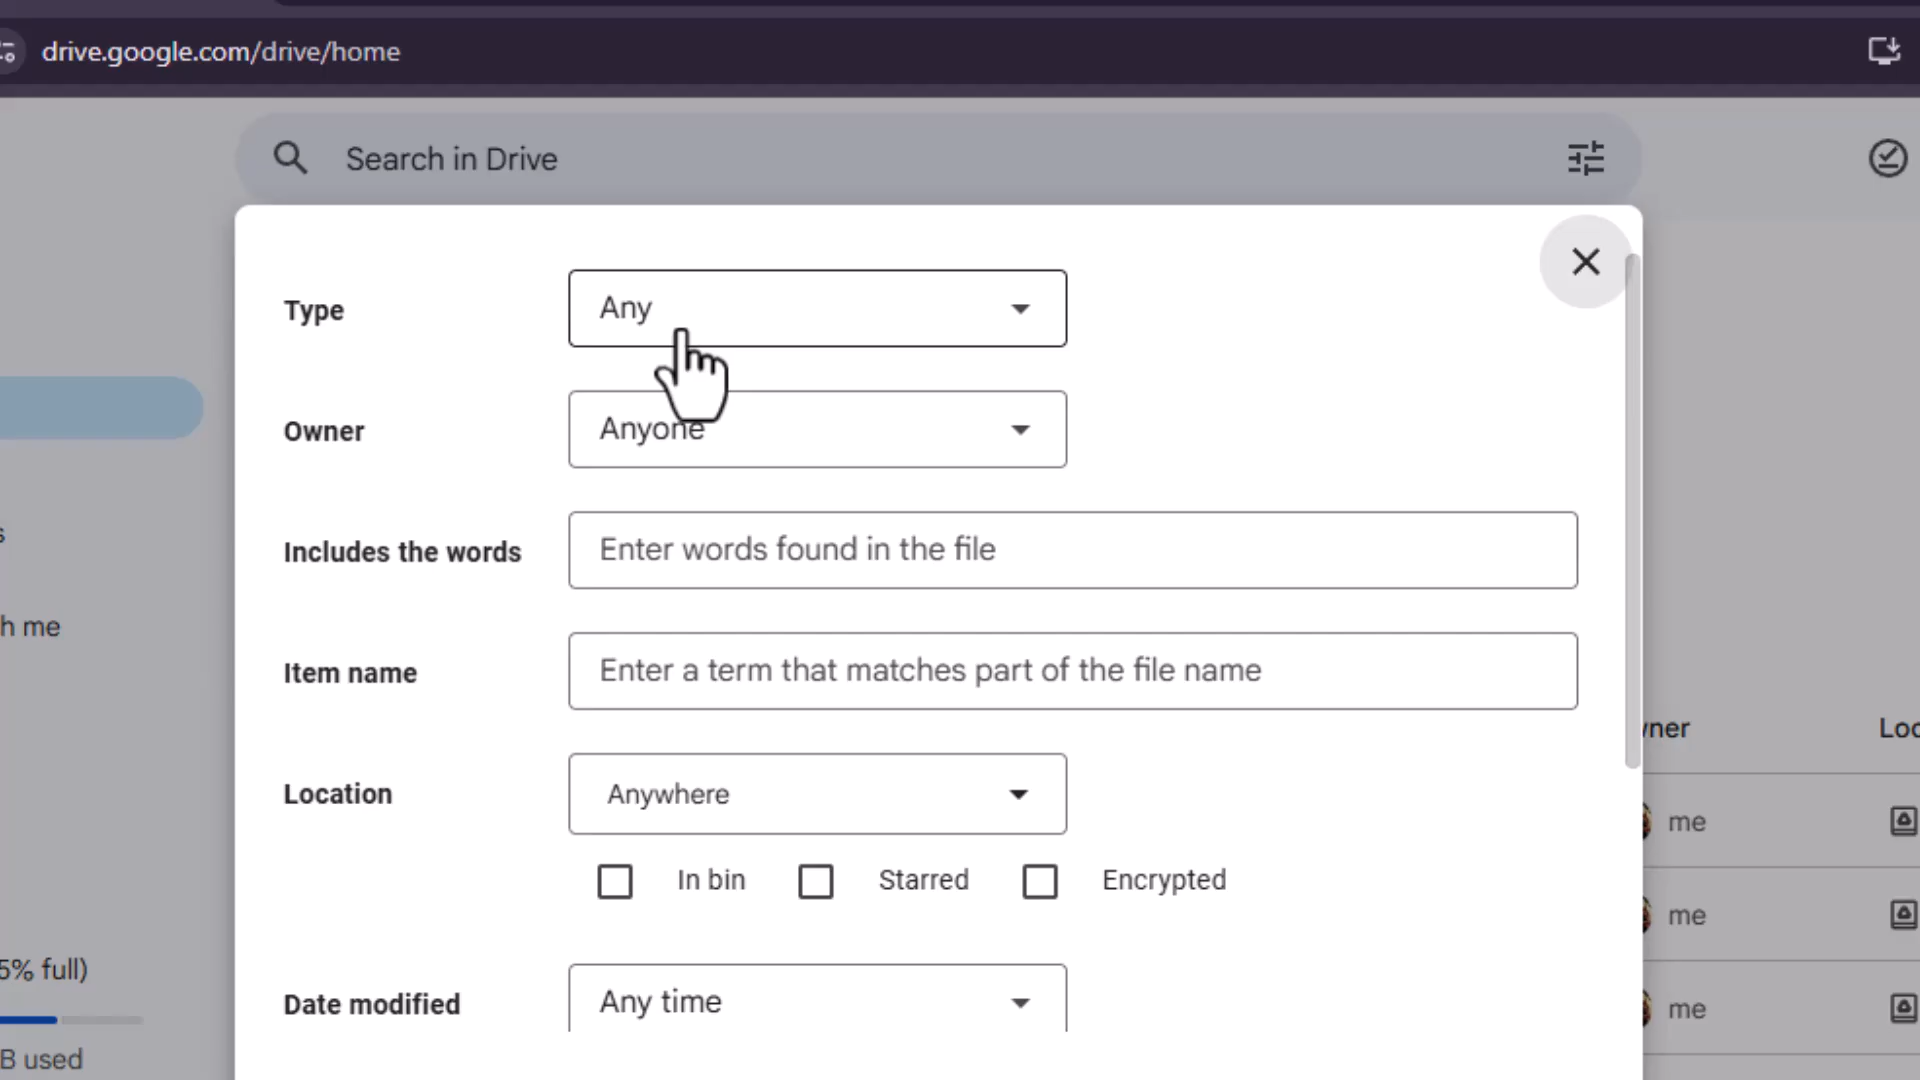 drive.google.com/drive/home
Search in Drive
Type Any
Owner Anyone
Includes the words Enter words found in the file
h me
Item name Enter a term that matches part of the file name
Location Anywhere
In bin Starred Encrypted
me
me
me
5% full)
Date modified Any time
B used